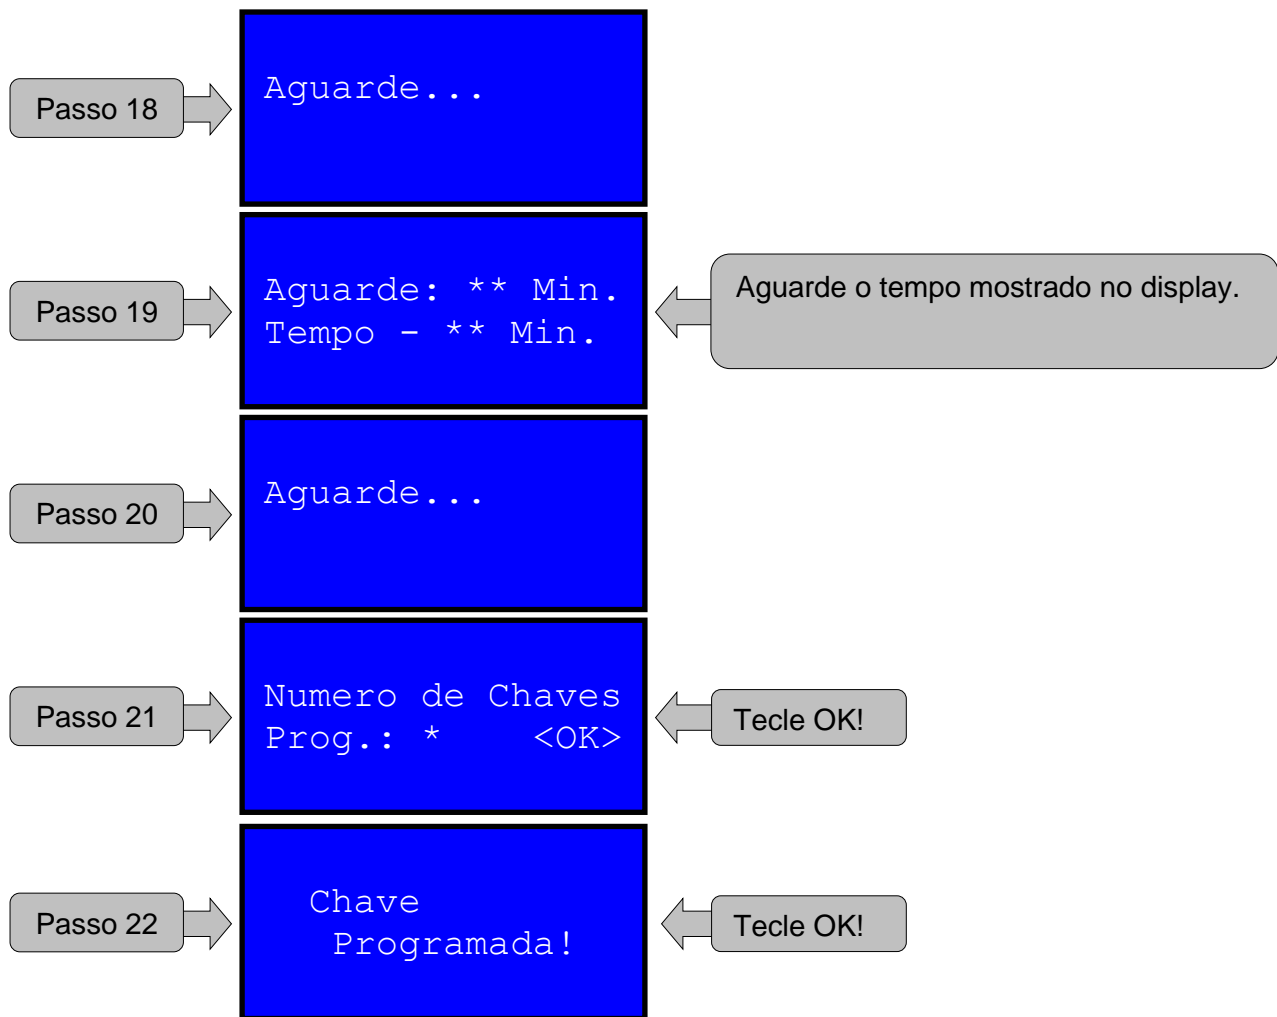 Passo 18
Aguarde...
Passo 19
Aguarde: ** Min.
Tempo - ** Min.
Aguarde o tempo mostrado no display.
Passo 20
Aguarde...
Passo 21
Numero de Chaves
Prog.: * <OK>
Tecle OK!
Passo 22
Chave
Programada!
Tecle OK!